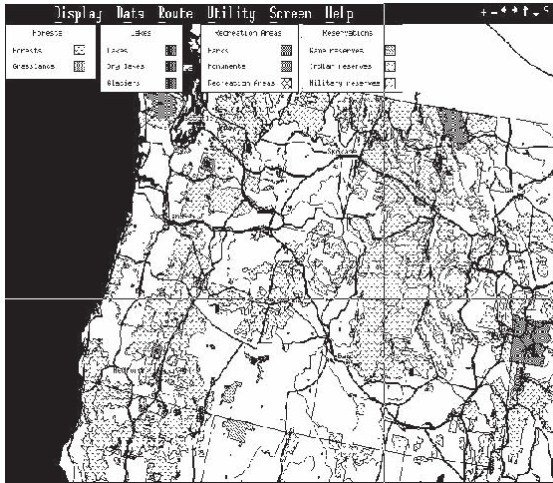 Display Data Route Utility Screen Help
Forests Lakes Recreation Areas Reservations
Forests Lakes Parks Game reserves
Grasslands Dry lakes Monuments Indian reserves
Glaciers Recreation Areas Military reserves
Spokane